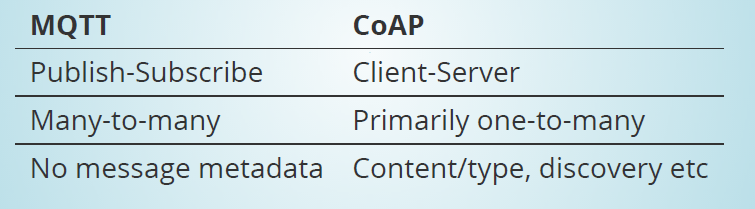 MQTT CoAP
Publish-Subscribe Client-Server
Many-to-many Primarily one-to-many
No message metadata Content/type, discovery etc